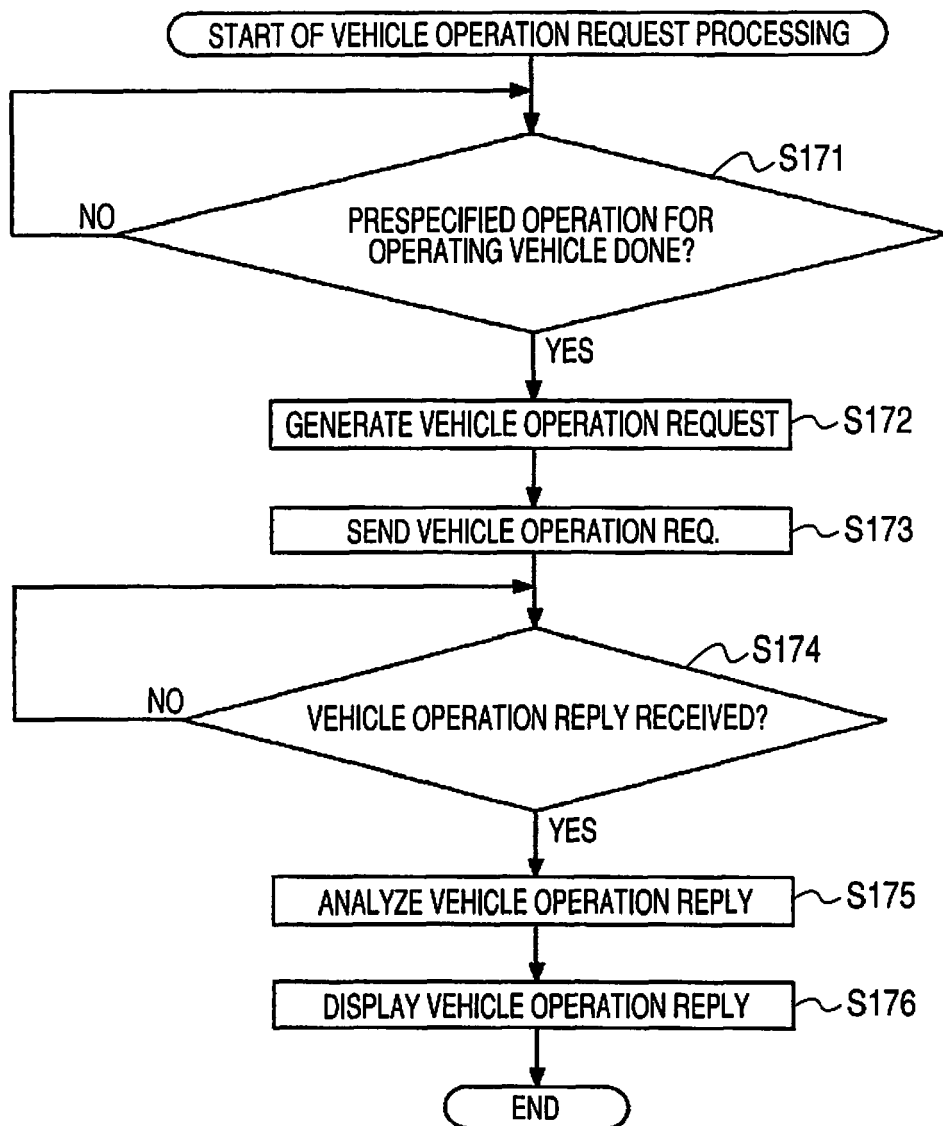 START OF VEHICLE OPERATION REQUEST PROCESSING
S171
NO
PRESPECIFIED OPERATION FOR
OPERATING VEHICLE DONE?
YES
GENERATE VEHICLE OPERATION REQUEST
S172
SEND VEHICLE OPERATION REQ.
S173
S174
NO
VEHICLE OPERATION REPLY RECEIVED?
YES
ANALYZE VEHICLE OPERATION REPLY
S175
DISPLAY VEHICLE OPERATION REPLY
S176
END